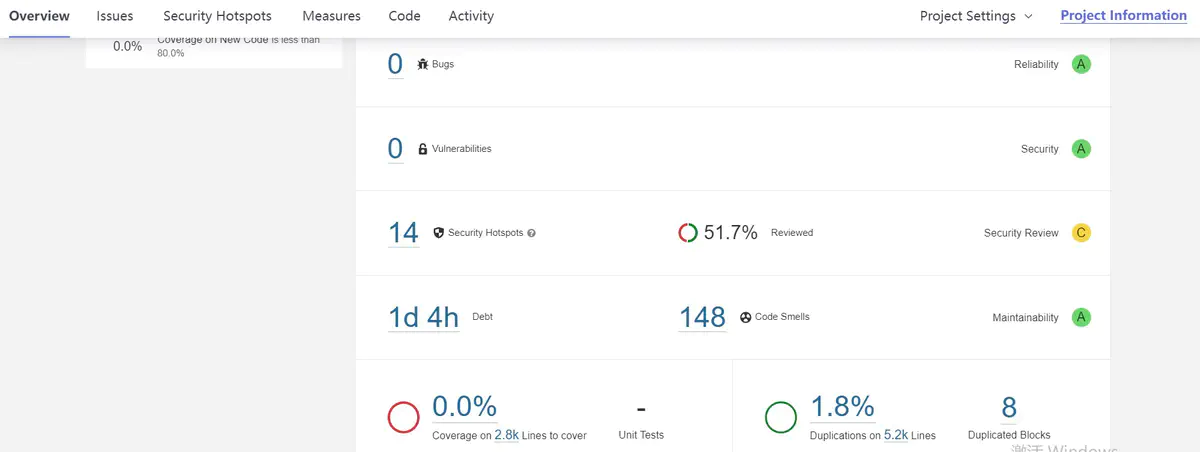 Overview Issues Security Hotspots Measures Code Activity Project Settings Project Information
0.0% Coverage on New Code is less than
80.0%
0 Bugs Reliability A
0 Vulnerabilities Security A
14 Security Hotspots ? 51.7% Reviewed Security Review C
1d 4h Debt 148 Code Smells Maintainability A
0.0% - 1.8% 8
Coverage on 2.8k Lines to cover Unit Tests Duplications on 5.2k Lines Duplicated Blocks
激活 Windows